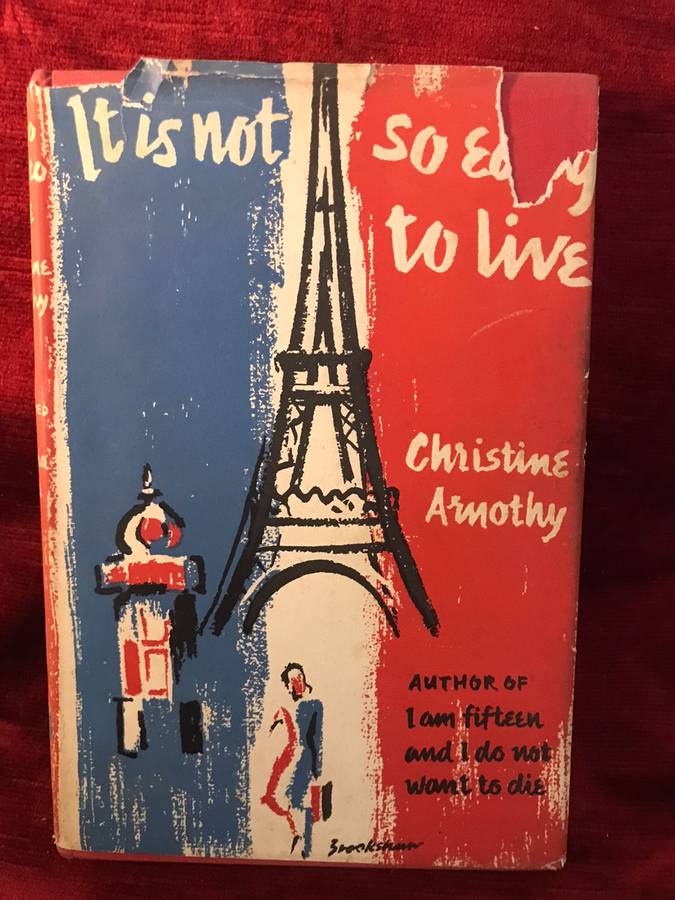 It is not
so ea y
to live
Christine
Arnothy
AUTHOR OF
I am fifteen
and I do not
want to die
Brookshaw